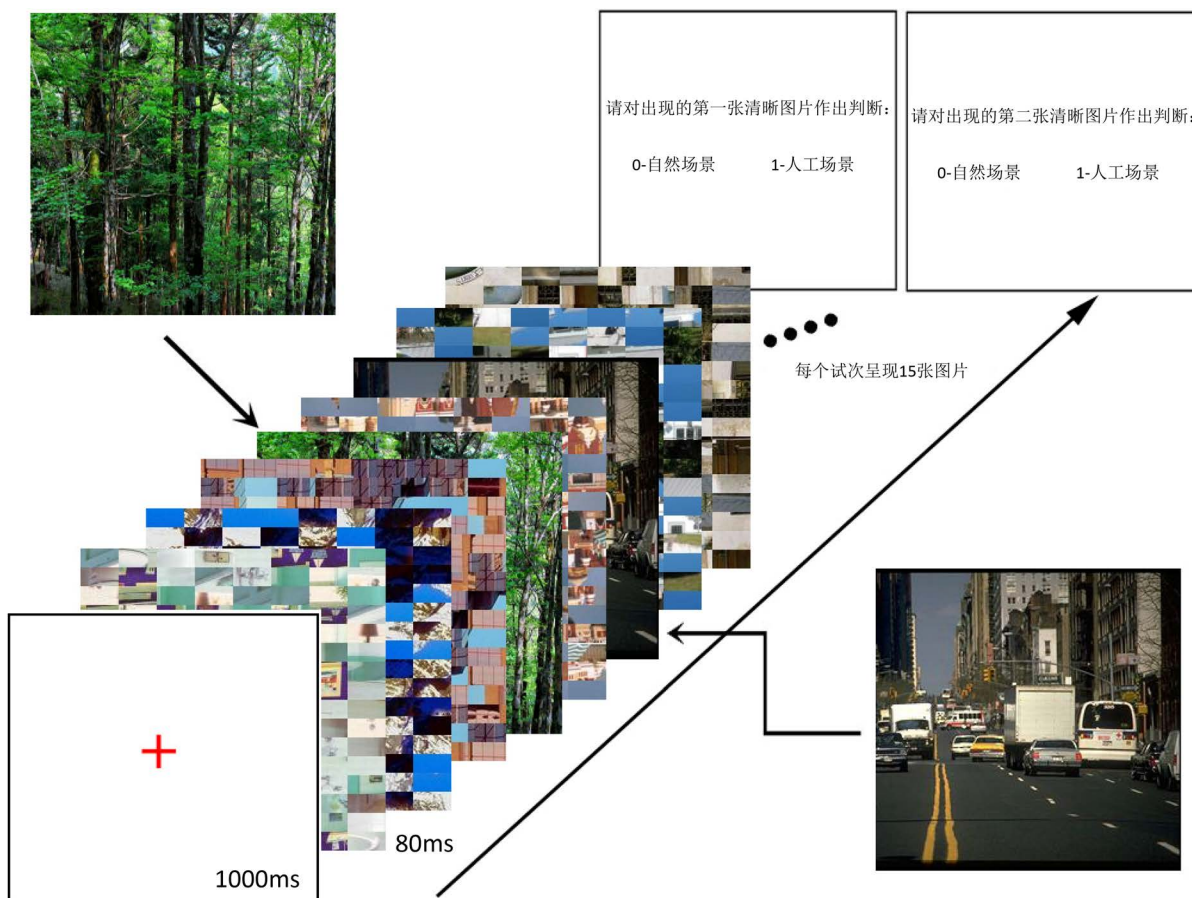 请对出现的第一张清晰图片作出判断：
0-自然场景 1-人工场景
请对出现的第二张清晰图片作出判断：
0-自然场景 1-人工场景
每个试次呈现15张图片
80ms
1000ms